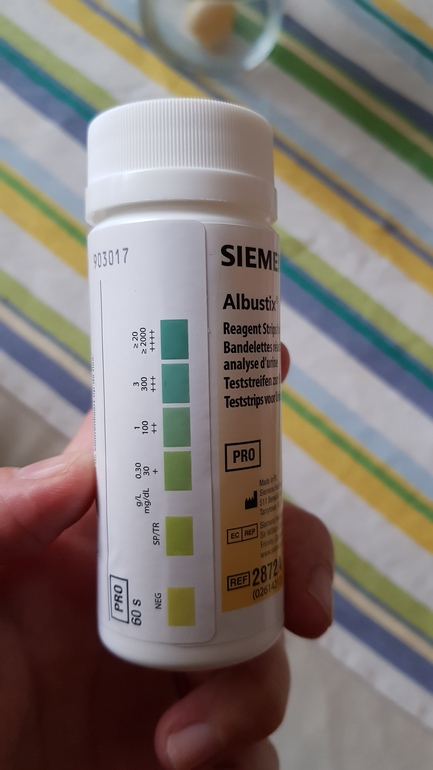 903017
≥ 20
≥ 2000
++++
3
300
+++
1
100
++
0.30
30
+
g/L
mg/dL
SP/TR
NEG
PRO
60 s
SIEME
Albustix
Reagent Strips
Bandelettes
analyse d'urine
Teststreifen
Teststrips voor
PRO
EC REP
REF 2872